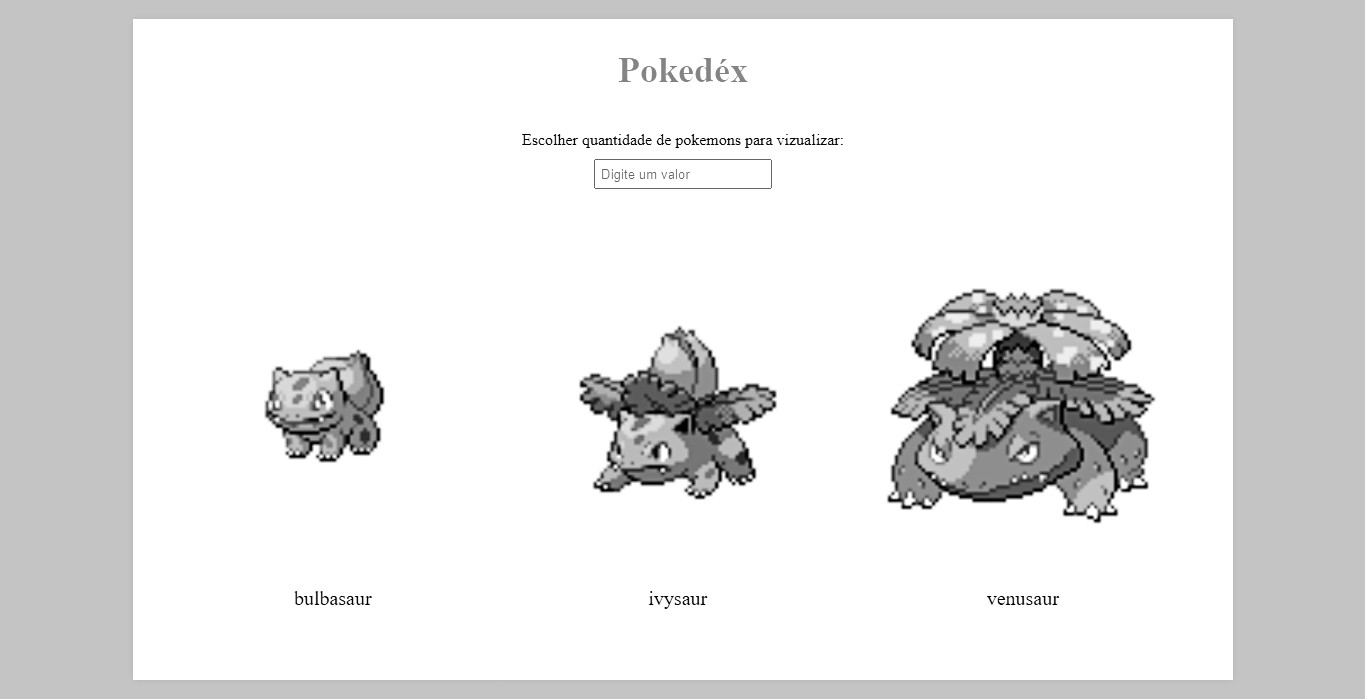 Pokedéx
Escolher quantidade de pokemons para vizualizar:
Digite um valor
bulbasaur
ivysaur
venusaur